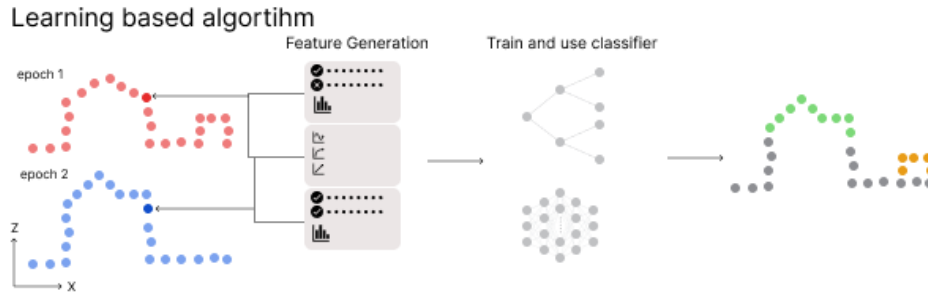 Learning based algortihm
Feature Generation
Train and use classifier
epoch 1
epoch 2
Z
X